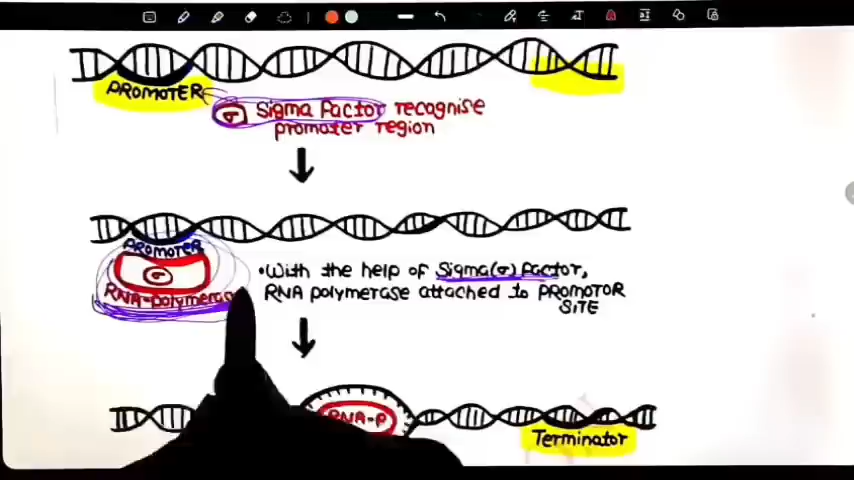 PROMOTER
σ Sigma Factor recognise
promoter region
PROMOTER
σ
RNA-polymerase
•With the help of Sigma(σ) factor,
RNA polymerase attached to PROMOTOR
SITE
RNA-P
Terminator